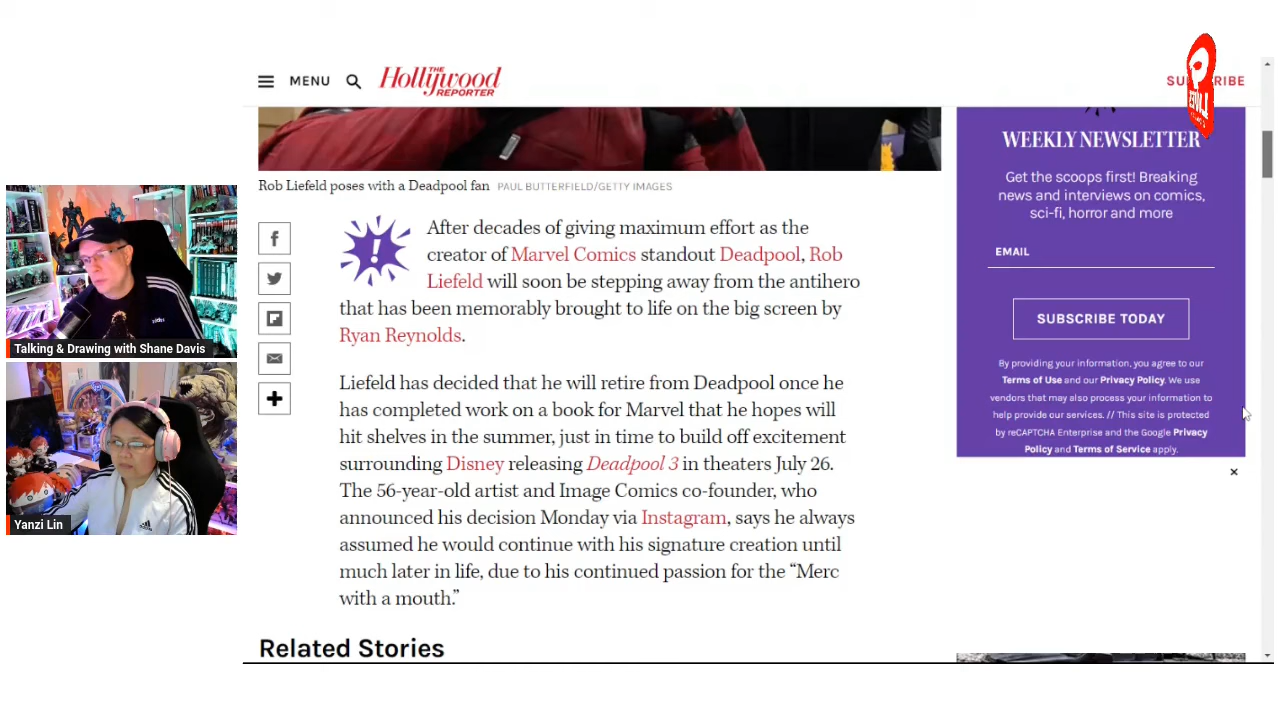 MENU
THE
Hollywood
REPORTER
Rob Liefeld poses with a Deadpool fan PAUL BUTTERFIELD/GETTY IMAGES
After decades of giving maximum effort as the
creator of Marvel Comics standout Deadpool, Rob
Liefeld will soon be stepping away from the antihero
that has been memorably brought to life on the big screen by
Ryan Reynolds.
Liefeld has decided that he will retire from Deadpool once he
has completed work on a book for Marvel that he hopes will
hit shelves in the summer, just in time to build off excitement
surrounding Disney releasing Deadpool 3 in theaters July 26.
The 56-year-old artist and Image Comics co-founder, who
announced his decision Monday via Instagram, says he always
assumed he would continue with his signature creation until
much later in life, due to his continued passion for the “Merc
with a mouth.”
Related Stories
WEEKLY NEWSLETTER
Get the scoops first! Breaking
news and interviews on comics,
sci-fi, horror and more
EMAIL
SUBSCRIBE TODAY
By providing your information, you agree to our
Terms of Use and our Privacy Policy. We use
vendors that may also process your information to
help provide our services. // This site is protected
by reCAPTCHA Enterprise and the Google Privacy
Policy and Terms of Service apply.
Talking & Drawing with Shane Davis
Yanzi Lin